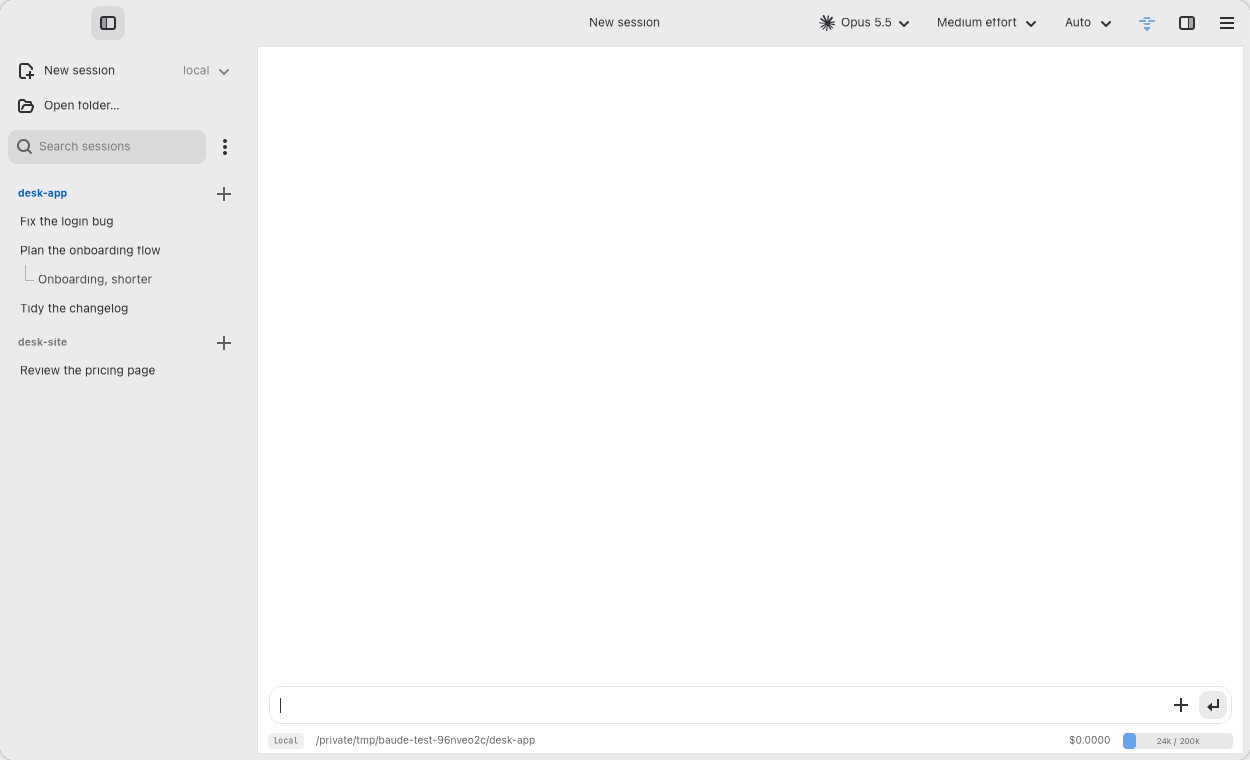 New session
Opus 5.5
Medium effort
Auto
New session
local
Open folder...
Search sessions
desk-app
Fix the login bug
Plan the onboarding flow
Onboarding, shorter
Tidy the changelog
desk-site
Review the pricing page
local
/private/tmp/baude-test-96nveo2c/desk-app
$0.0000
24k / 200k